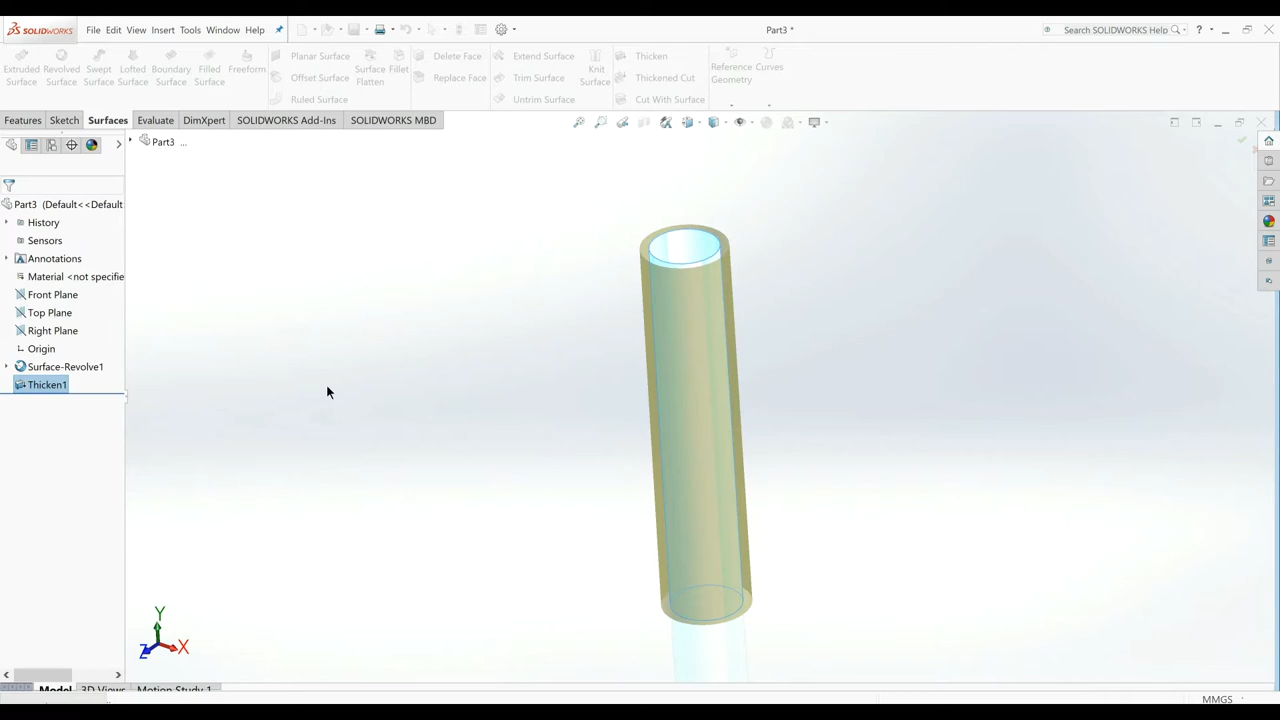 SOLIDWORKS File Edit View Insert Tools Window Help Part3 * Search SOLIDWORKS Help ?
Extruded Surface
Revolved Surface
Swept Surface
Lofted Surface
Boundary Surface
Filled Surface
Freeform
Planar Surface
Offset Surface
Ruled Surface
Surface Flatten
Fillet
Delete Face
Replace Face
Extend Surface
Trim Surface
Untrim Surface
Knit Surface
Thicken
Thickened Cut
Cut With Surface
Reference Geometry
Curves
Features Sketch Surfaces Evaluate DimXpert SOLIDWORKS Add-Ins SOLIDWORKS MBD
Part3 ...
Part3 (Default<<Default
History
Sensors
Annotations
Material <not specifie
Front Plane
Top Plane
Right Plane
Origin
Surface-Revolve1
Thicken1
Y
Z X
Model 3D Views Motion Study 1
MMGS